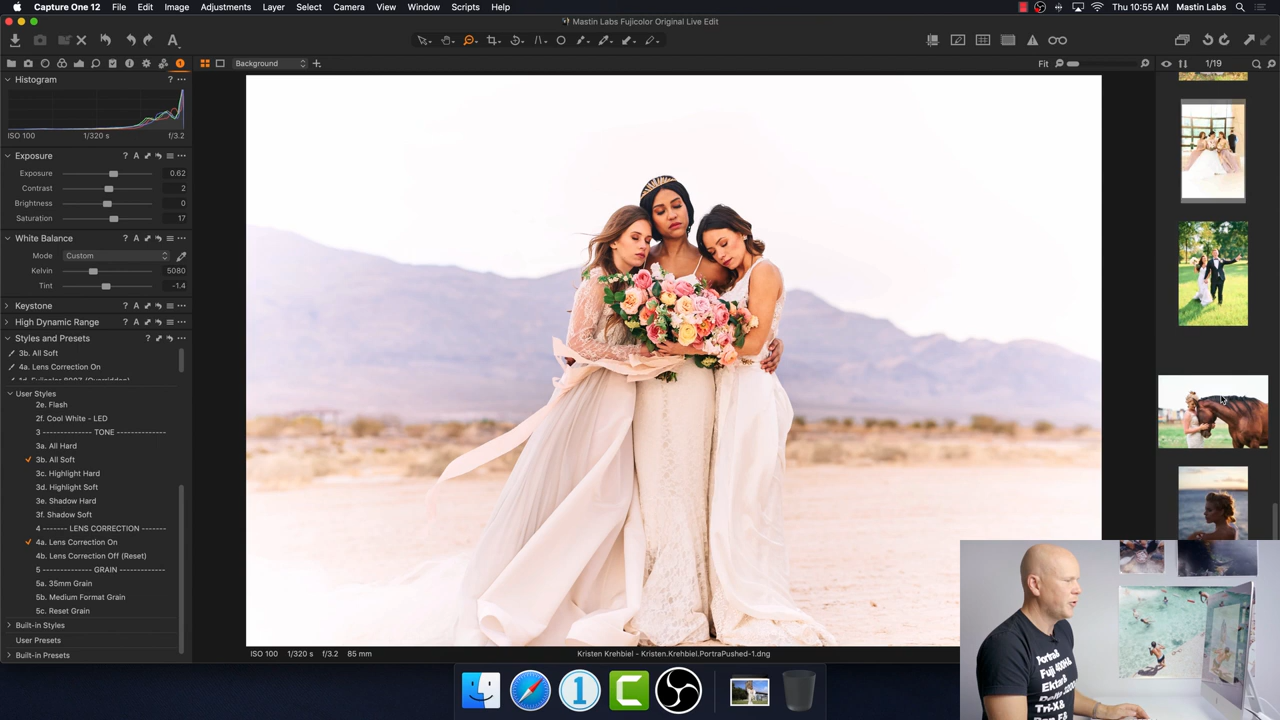 Capture One 12 File Edit View Image Adjustments Layer Select Camera View Window Scripts Help Thu 10:55 AM Mastin Labs
Mastin Labs Fujicolor Original Live Edit
Background Fit 1/19
Histogram ?
ISO 100 1/320 s f/3.2
Exposure ? A
Exposure 0.62
Contrast 2
Brightness 0
Saturation 17
White Balance ? A
Mode Custom
Kelvin 5080
Tint -1.4
Keystone ? A
High Dynamic Range ? A
Styles and Presets ?
3b. All Soft
4a. Lens Correction On
User Styles
2e. Flash
2f. Cool White - LED
3 -------------- TONE --------------
3a. All Hard
3b. All Soft
3c. Highlight Hard
3d. Highlight Soft
3e. Shadow Hard
3f. Shadow Soft
4 ------- LENS CORRECTION -------
4a. Lens Correction On
4b. Lens Correction Off (Reset)
5 -------------- GRAIN --------------
5a. 35mm Grain
5b. Medium Format Grain
5c. Reset Grain
Built-in Styles
User Presets
Built-in Presets
ISO 100 1/320 s f/3.2 85 mm Kristen Krehbiel - Kristen.Krehbiel.PortraPushed-1.dng
Portra
Fuji 400H&
Ektar
Tri-X&